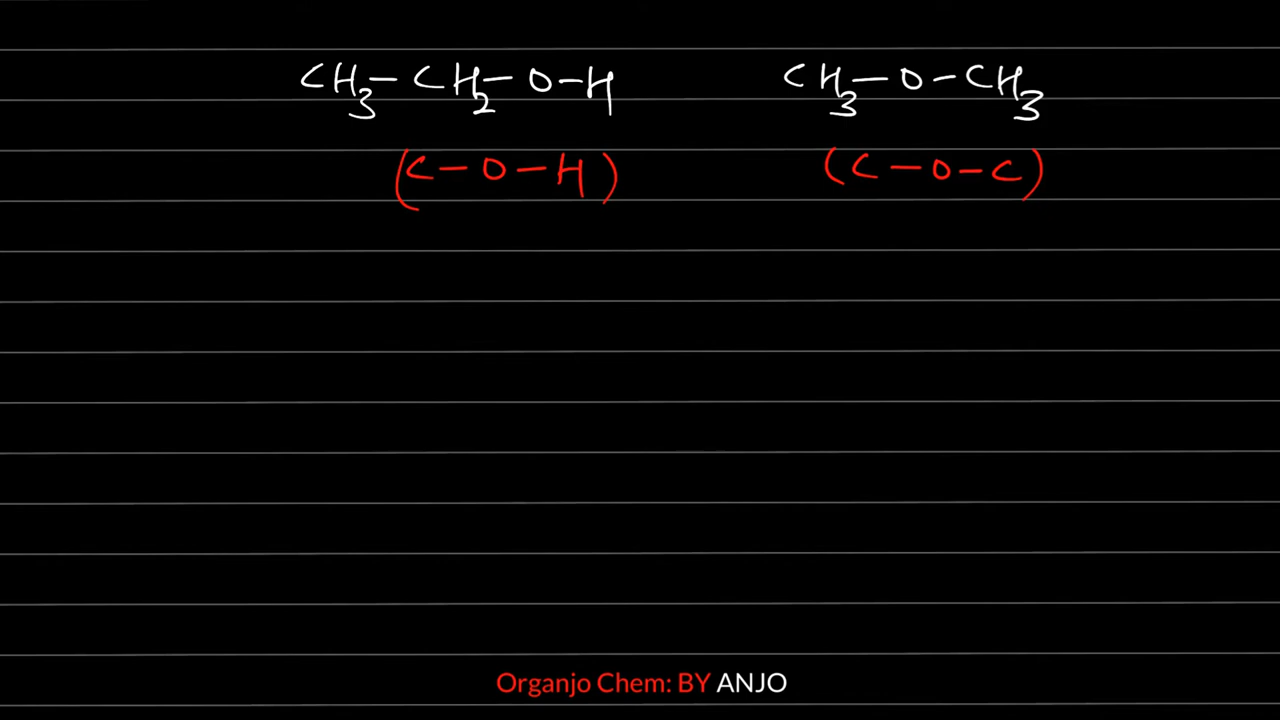 CH₃ – CH₂ – O – H CH₃ – O – CH₃
(C – O – H) (C – O – C)
Organjo Chem: BY ANJO